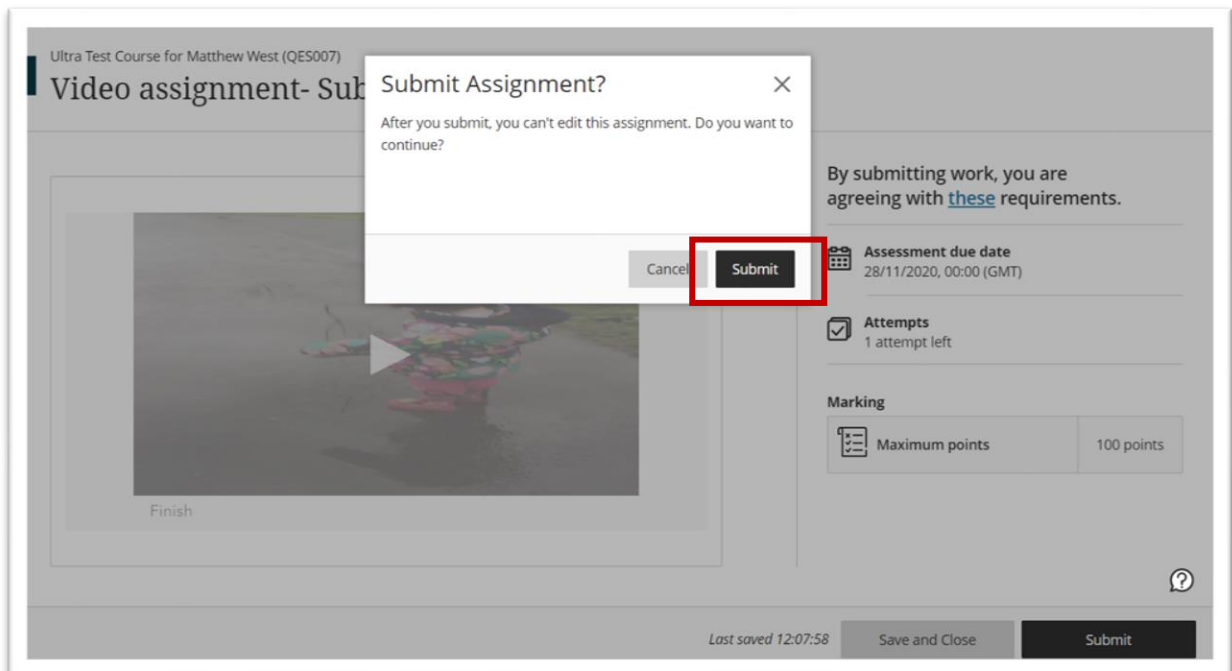 Ultra Test Course for Matthew West (QES007)
Video assignment- Sub
Submit Assignment?
After you submit, you can't edit this assignment. Do you want to
continue?
Cancel
Submit
By submitting work, you are
agreeing with these requirements.
Assessment due date
28/11/2020, 00:00 (GMT)
Attempts
1 attempt left
Marking
Maximum points
100 points
Finish
Last saved 12:07:58
Save and Close
Submit